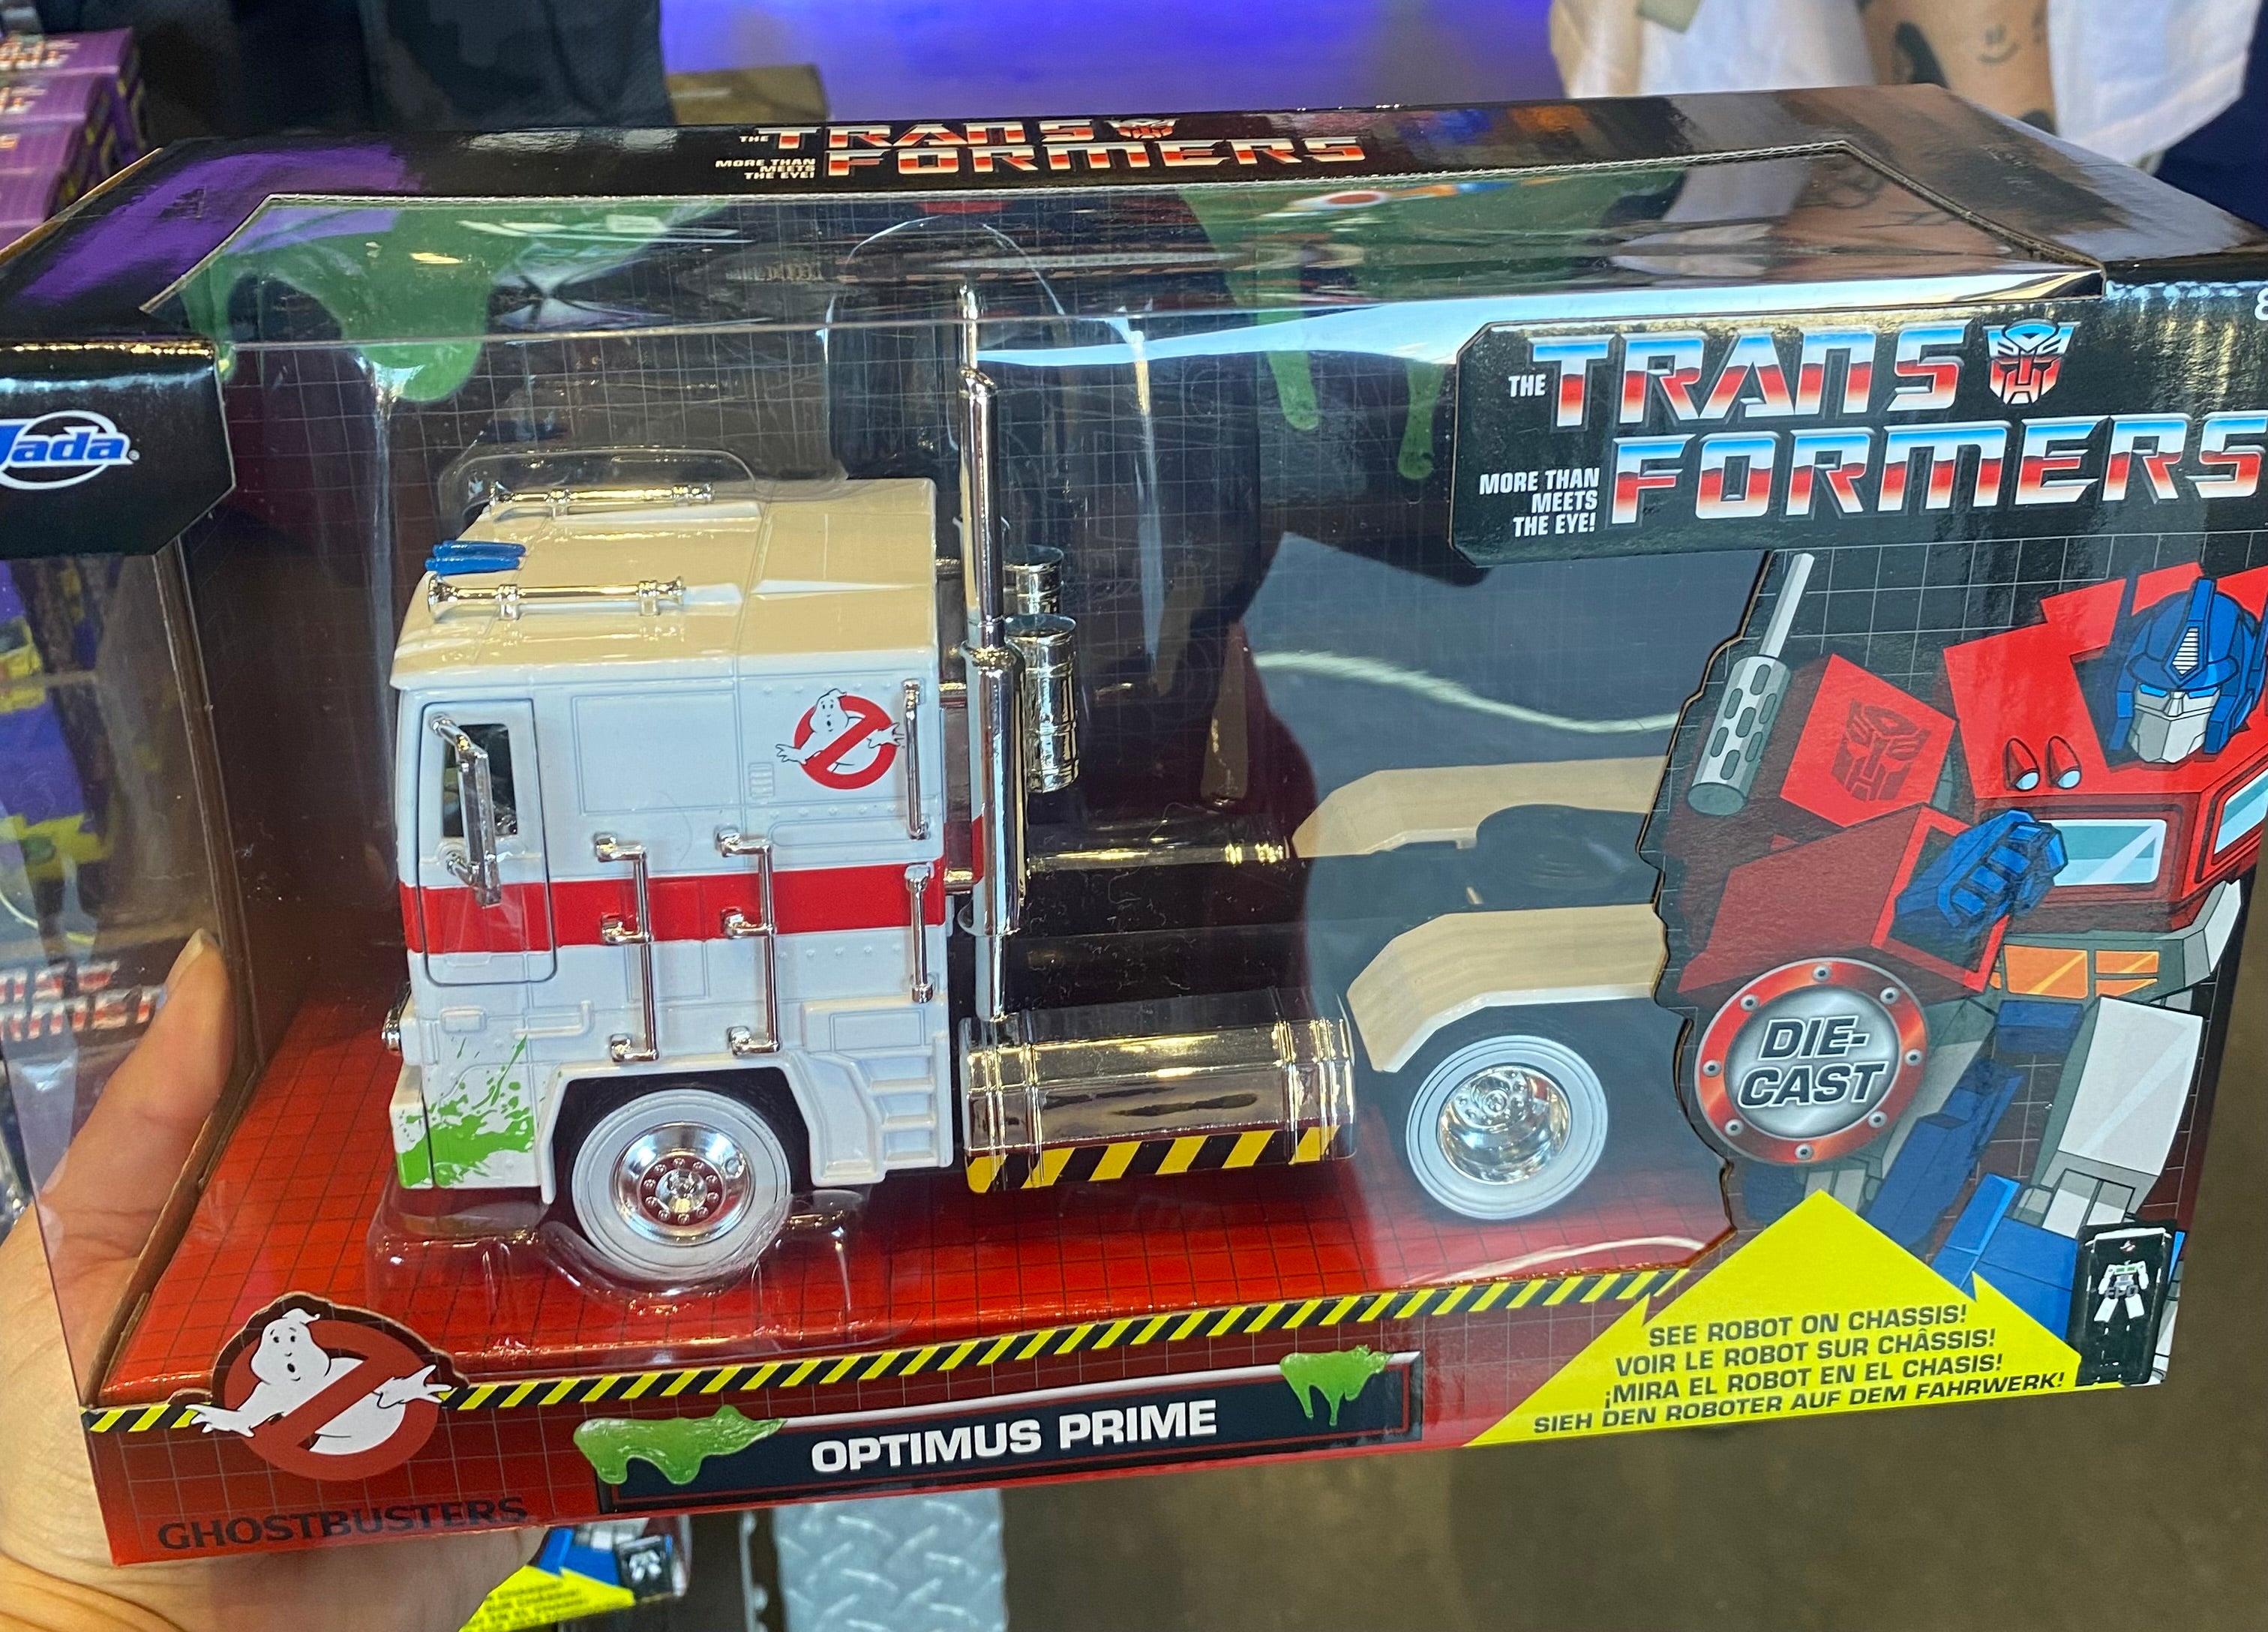 THE TRANS
MORE THAN
MEETS
THE EYE!
FORMERS
Jada
THE TRANS
MORE THAN
MEETS
THE EYE!
FORMERS
DIE-
CAST
SEE ROBOT ON CHASSIS!
VOIR LE ROBOT SUR CHÂSSIS!
¡MIRA EL ROBOT EN EL CHASIS!
SIEH DEN ROBOTER AUF DEM FAHRWERK!
OPTIMUS PRIME
GHOSTBUSTERS